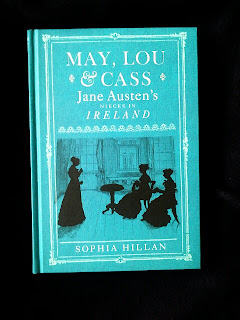 MAY, LOU
& CASS
Jane Austen's
NIECES IN
IRELAND
SOPHIA HILLAN